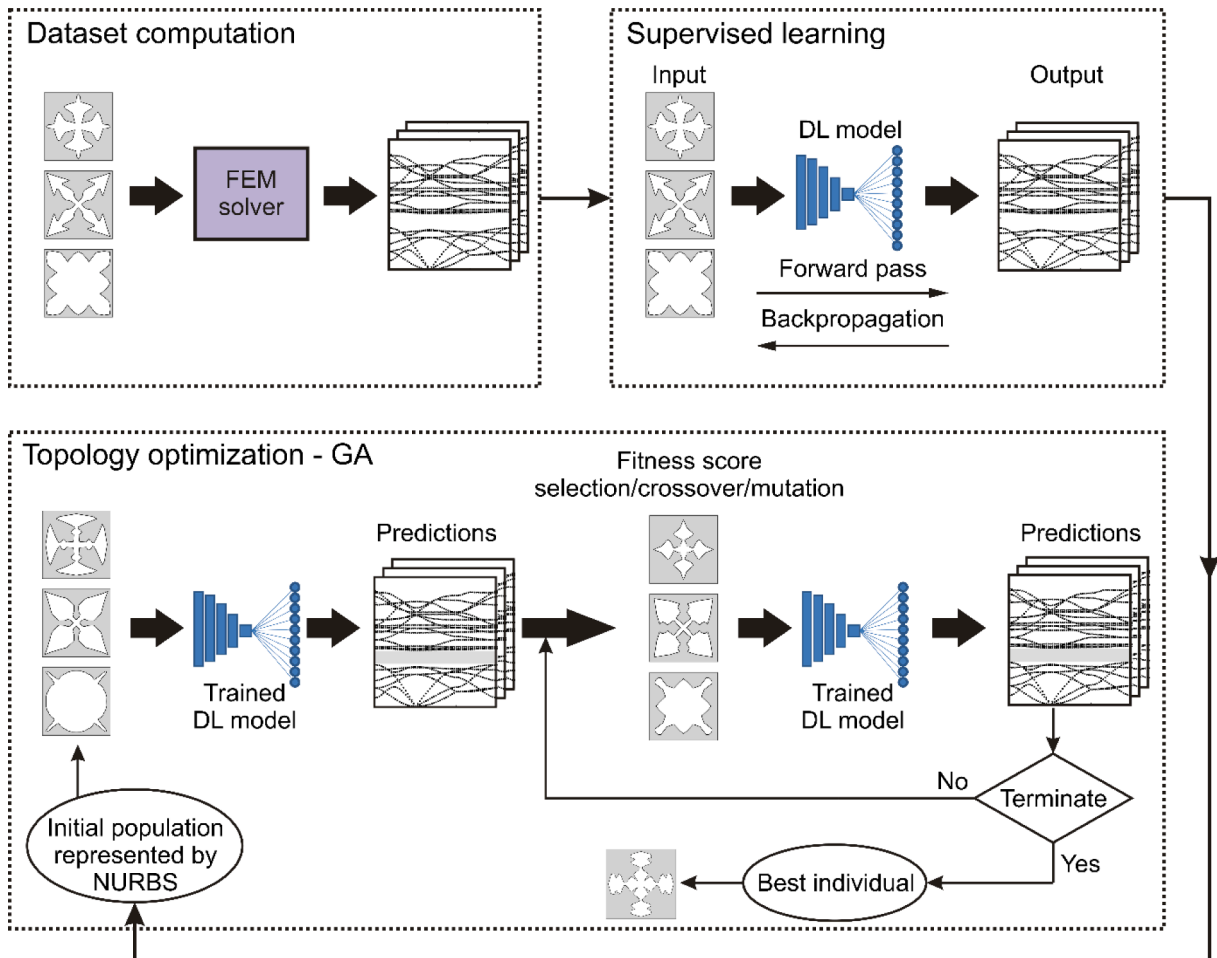 Dataset computation
FEM
solver
Supervised learning
Input
Output
DL model
Forward pass
Backpropagation
Topology optimization - GA
Fitness score
selection/crossover/mutation
Predictions
Predictions
Trained
DL model
Trained
DL model
No
Terminate
Yes
Initial population
represented by
NURBS
Best individual